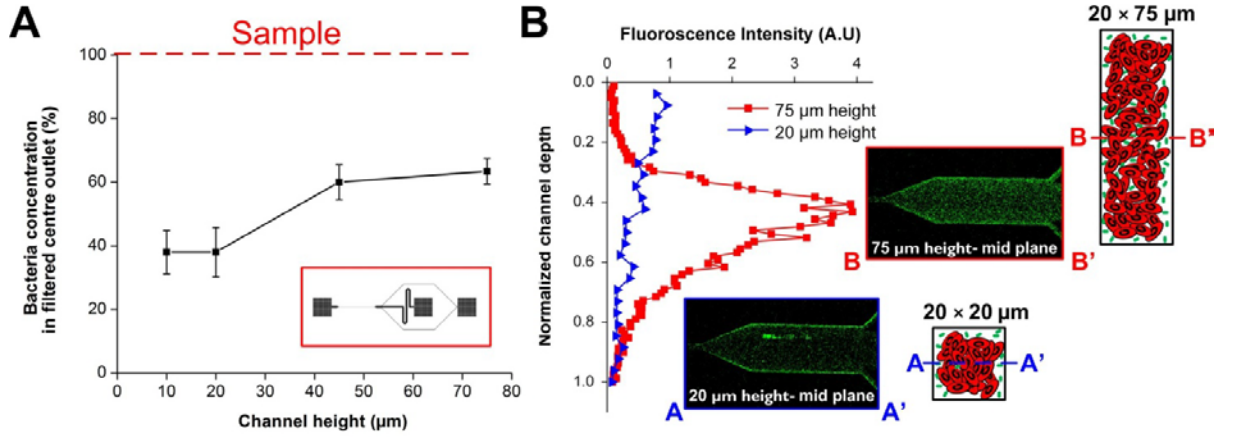 A
Sample
Bacteria concentration
in filtered centre outlet (%)
100
80
60
40
20
0
0 10 20 30 40 50 60 70 80
Channel height (µm)
B
Fluoroscence Intensity (A.U)
0 1 2 3 4
Normalized channel depth
0.0
0.2
0.4
0.6
0.8
1.0
75 µm height
20 µm height
75 µm height- mid plane
B B'
20 µm height- mid plane
A A'
20 × 75 µm
B B'
20 × 20 µm
A A'